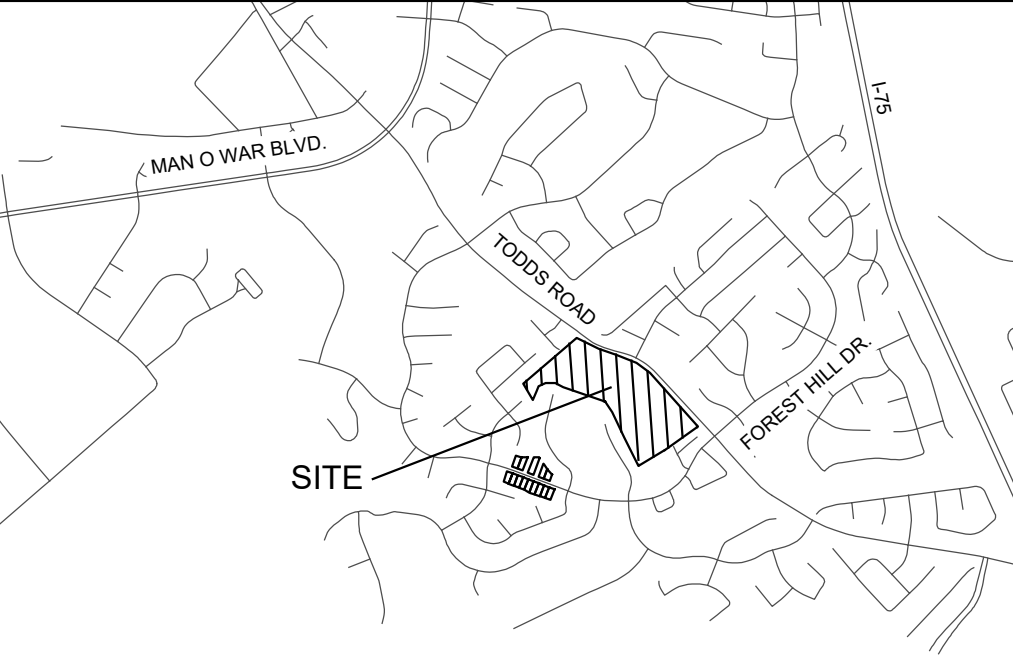 I-75
MAN O WAR BLVD.
TODDS ROAD
FOREST HILL DR.
SITE